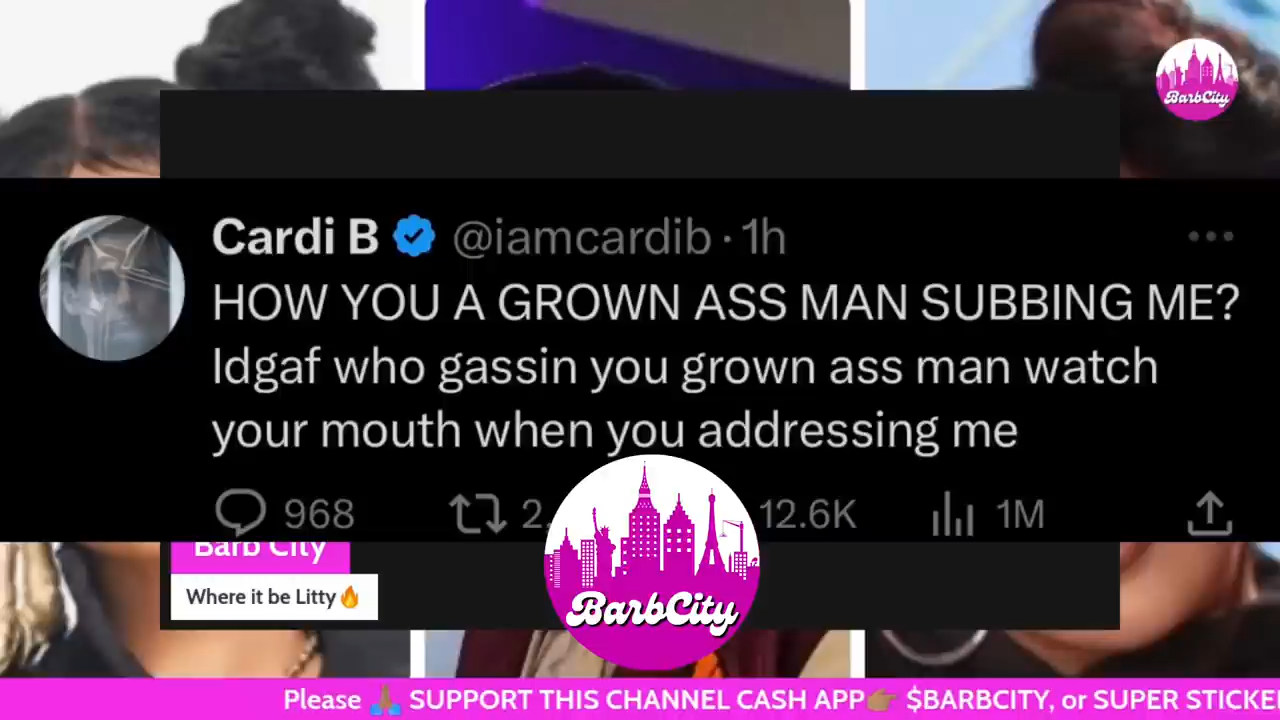 BarbCity
Cardi B @iamcardib · 1h
HOW YOU A GROWN ASS MAN SUBBING ME?
Idgaf who gassin you grown ass man watch
your mouth when you addressing me
968 2. 12.6K 1M
Barb City
Where it be Litty🔥
BarbCity
Please 🙏🏾 SUPPORT THIS CHANNEL CASH APP👉🏽 $BARBCITY, or SUPER STICKE